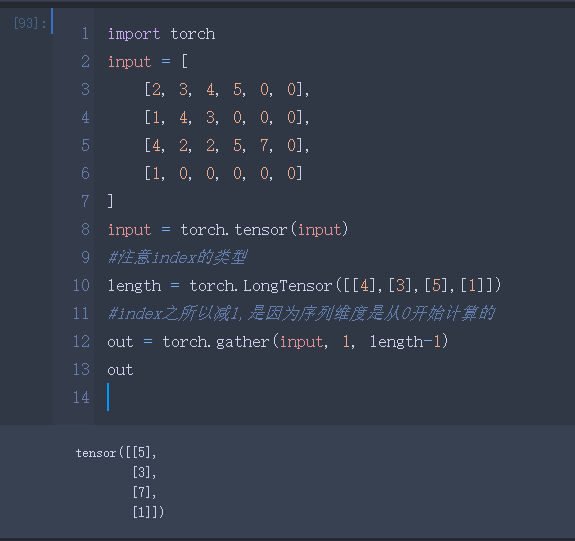 [93]:
1 import torch
2 input = [
3     [2, 3, 4, 5, 0, 0],
4     [1, 4, 3, 0, 0, 0],
5     [4, 2, 2, 5, 7, 0],
6     [1, 0, 0, 0, 0, 0]
7 ]
8 input = torch.tensor(input)
9 #注意index的类型
10 length = torch.LongTensor([[4],[3],[5],[1]])
11 #index之所以减1,是因为序列维度是从0开始计算的
12 out = torch.gather(input, 1, length-1)
13 out
14
tensor([[5],
        [3],
        [7],
        [1]])